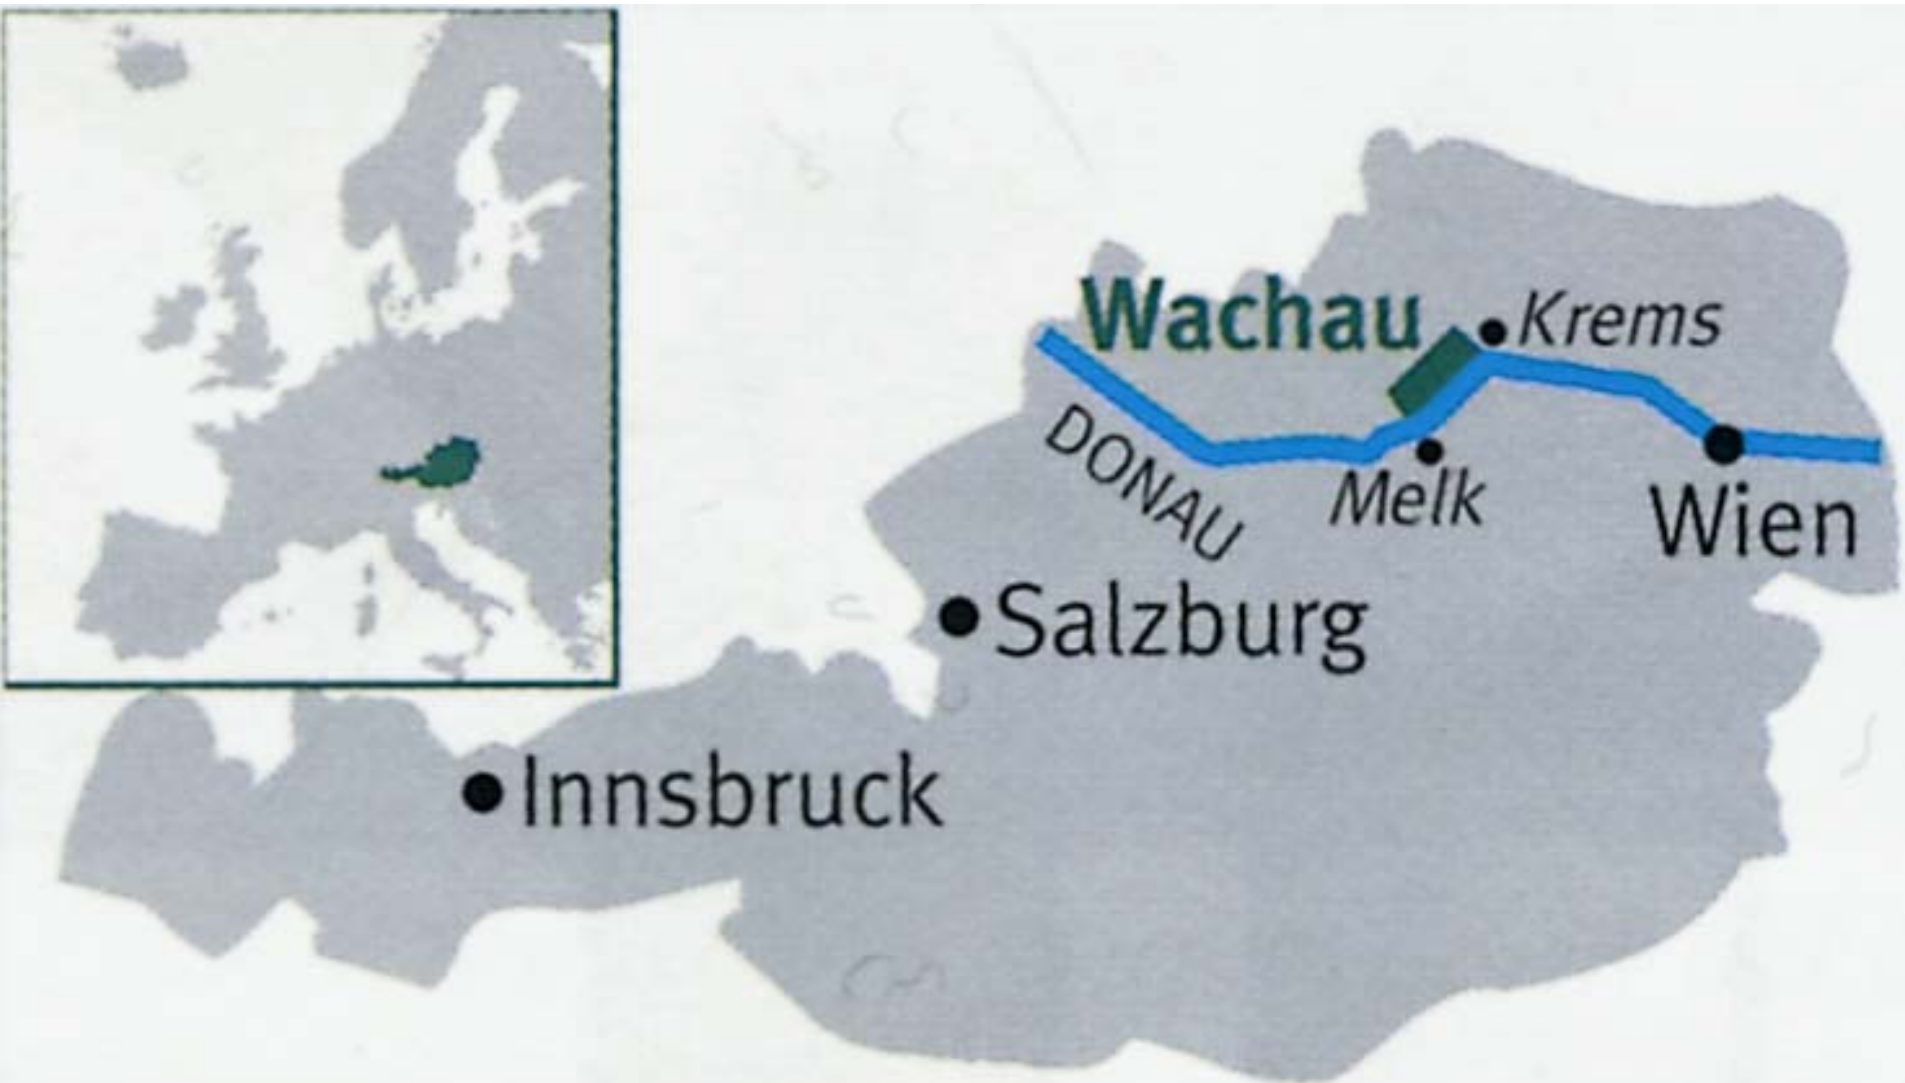 Wachau
Krems
DONAU
Melk
Wien
Salzburg
Innsbruck